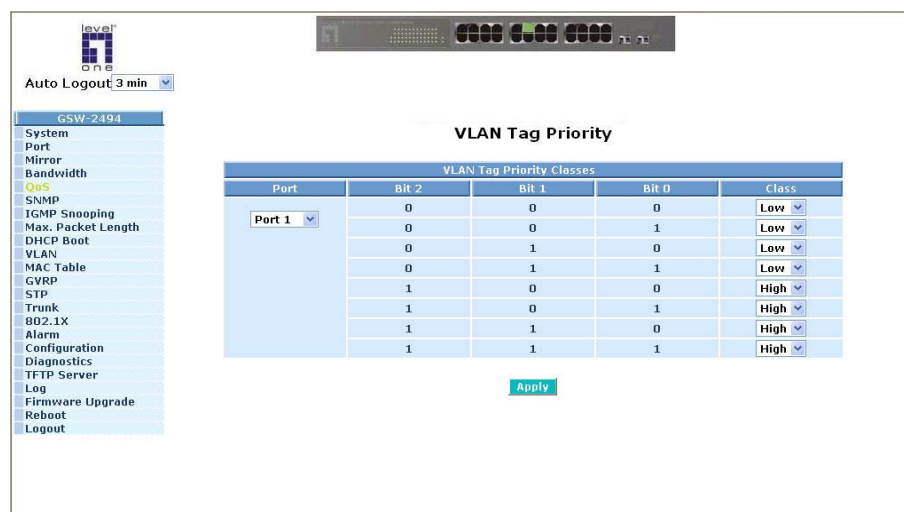 level
one
Auto Logout 3 min
GSW-2494
System
Port
Mirror
Bandwidth
QoS
SNMP
IGMP Snooping
Max. Packet Length
DHCP Boot
VLAN
MAC Table
GVRP
STP
Trunk
802.1X
Alarm
Configuration
Diagnostics
TFTP Server
Log
Firmware Upgrade
Reboot
Logout
VLAN Tag Priority
VLAN Tag Priority Classes
Port Bit 2 Bit 1 Bit 0 Class
Port 1 0 0 0 Low
0 0 1 Low
0 1 0 Low
0 1 1 Low
1 0 0 High
1 0 1 High
1 1 0 High
1 1 1 High
Apply